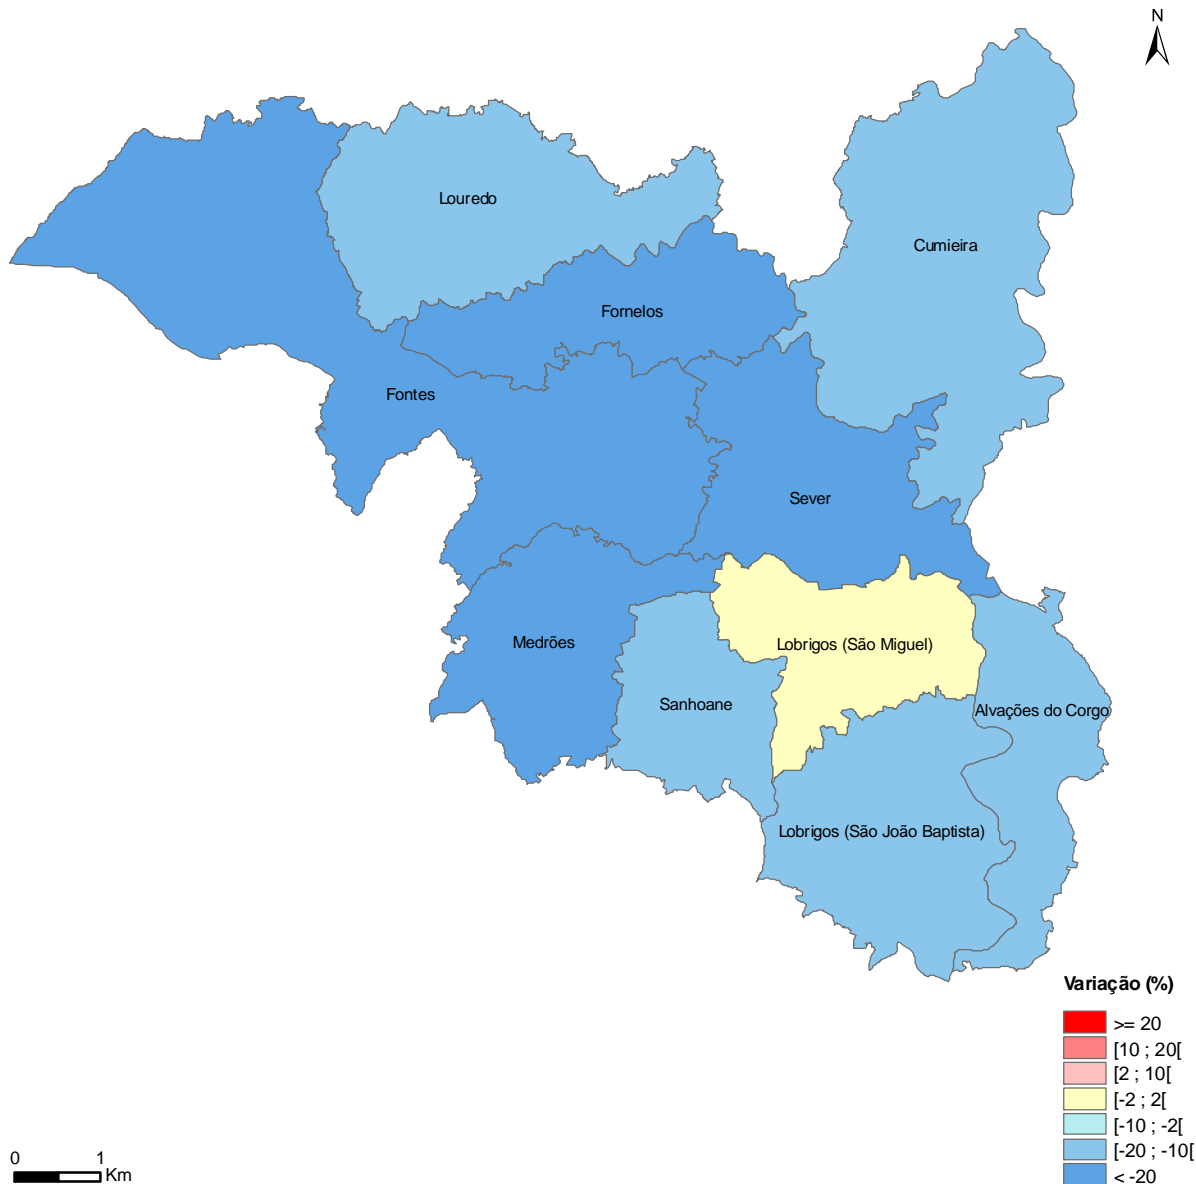 N
Louredo
Cumieira
Fornelos
Fontes
Sever
Medrões
Lobrigos (São Miguel)
Sanhoane
Alvações do Corgo
Lobrigos (São João Baptista)
Variação (%)
>= 20
[10 ; 20[
[2 ; 10[
[-2 ; 2[
[-10 ; -2[
[-20 ; -10[
< -20
0 1
Km